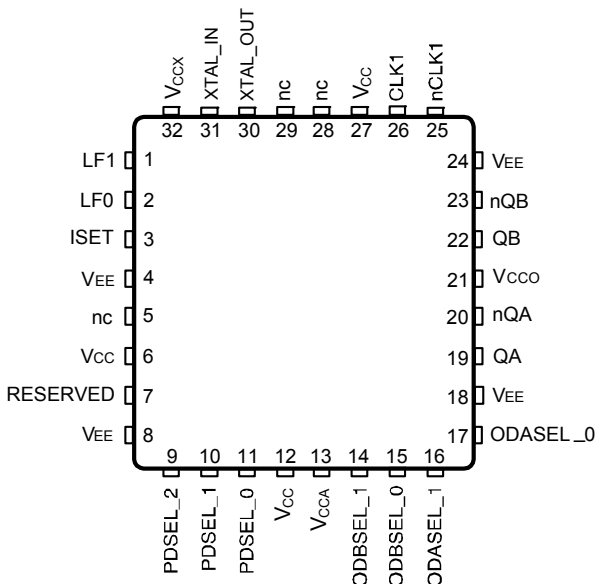 VCCX
XTAL_IN
XTAL_OUT
nc
nc
VCC
CLK1
nCLK1
32 31 30 29 28 27 26 25
LF1 1
LF0 2
ISET 3
VEE 4
nc 5
VCC 6
RESERVED 7
VEE 8
24 VEE
23 nQB
22 QB
21 VCCO
20 nQA
19 QA
18 VEE
17 ODASEL_0
9 10 11 12 13 14 15 16
PDSEL_2
PDSEL_1
PDSEL_0
VCC
VCCA
ODBSEL_1
ODBSEL_0
ODASEL_1